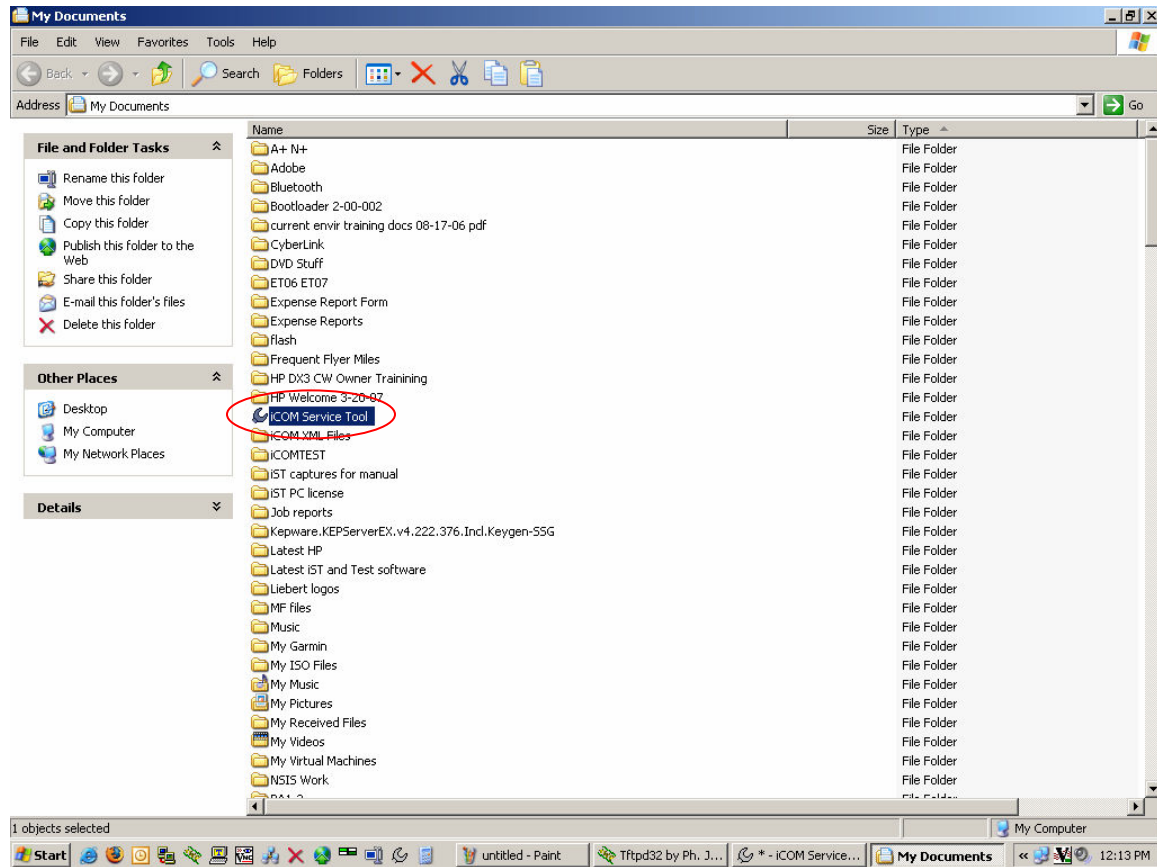 My Documents
File Edit View Favorites Tools Help
Back Search Folders
Address My Documents Go
File and Folder Tasks
Rename this folder
Move this folder
Copy this folder
Publish this folder to the
Web
Share this folder
E-mail this folder's files
Delete this folder
Other Places
Desktop
My Computer
My Network Places
Details
Name Size Type
A+ N+ File Folder
Adobe File Folder
Bluetooth File Folder
Bootloader 2-00-002 File Folder
current envir training docs 08-17-06 pdf File Folder
CyberLink File Folder
DVD Stuff File Folder
ET06 ET07 File Folder
Expense Report Form File Folder
Expense Reports File Folder
flash File Folder
Frequent Flyer Miles File Folder
HP DX3 CW Owner Trainining File Folder
HP Welcome 3-20-07 File Folder
iCOM Service Tool File Folder
iCOM XML Files File Folder
iCOMTEST File Folder
iST captures for manual File Folder
iST PC license File Folder
Job reports File Folder
Kepware.KEPServerEX.v4.222.376.Incl.Keygen-SSG File Folder
Latest HP File Folder
Latest iST and Test software File Folder
Liebert logos File Folder
MF files File Folder
Music File Folder
My Garmin File Folder
My ISO Files File Folder
My Music File Folder
My Pictures File Folder
My Received Files File Folder
My Videos File Folder
My Virtual Machines File Folder
NSIS Work File Folder
File Folder
1 objects selected My Computer
Start untitled - Paint Tftpd32 by Ph. J... * - iCOM Service... My Documents 12:13 PM